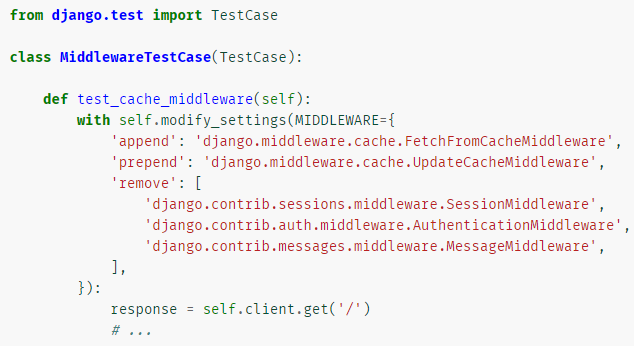 from django.test import TestCase

class MiddlewareTestCase(TestCase):

    def test_cache_middleware(self):
        with self.modify_settings(MIDDLEWARE={
            'append': 'django.middleware.cache.FetchFromCacheMiddleware',
            'prepend': 'django.middleware.cache.UpdateCacheMiddleware',
            'remove': [
                'django.contrib.sessions.middleware.SessionMiddleware',
                'django.contrib.auth.middleware.AuthenticationMiddleware',
                'django.contrib.messages.middleware.MessageMiddleware',
            ],
        }):
            response = self.client.get('/')
            # ...